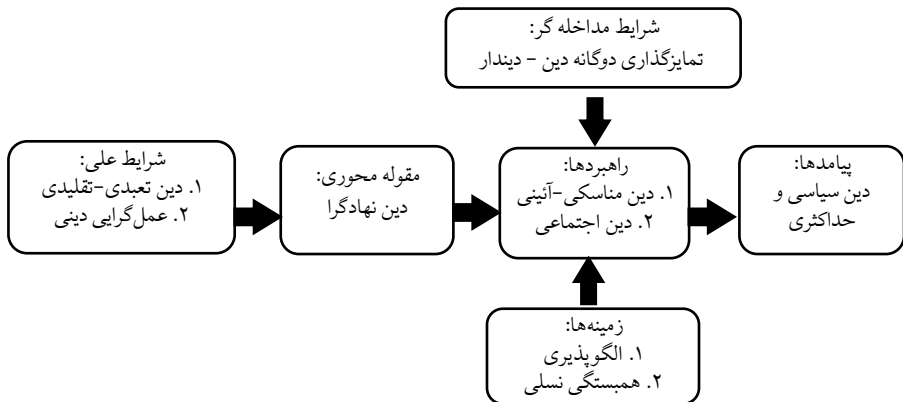 شرایط مداخله گر:
تمایزگذاری دوگانه دین - دیندار
شرایط علی:
۱. دین تعبدی-تقلیدی
۲. عمل‌گرایی دینی
مقوله محوری:
دین نهادگرا
راهبردها:
۱. دین مناسکی-آئینی
۲. دین اجتماعی
پیامدها:
دین سیاسی و
حداکثری
زمینه‌ها:
۱. الگوپذیری
۲. همبستگی نسلی